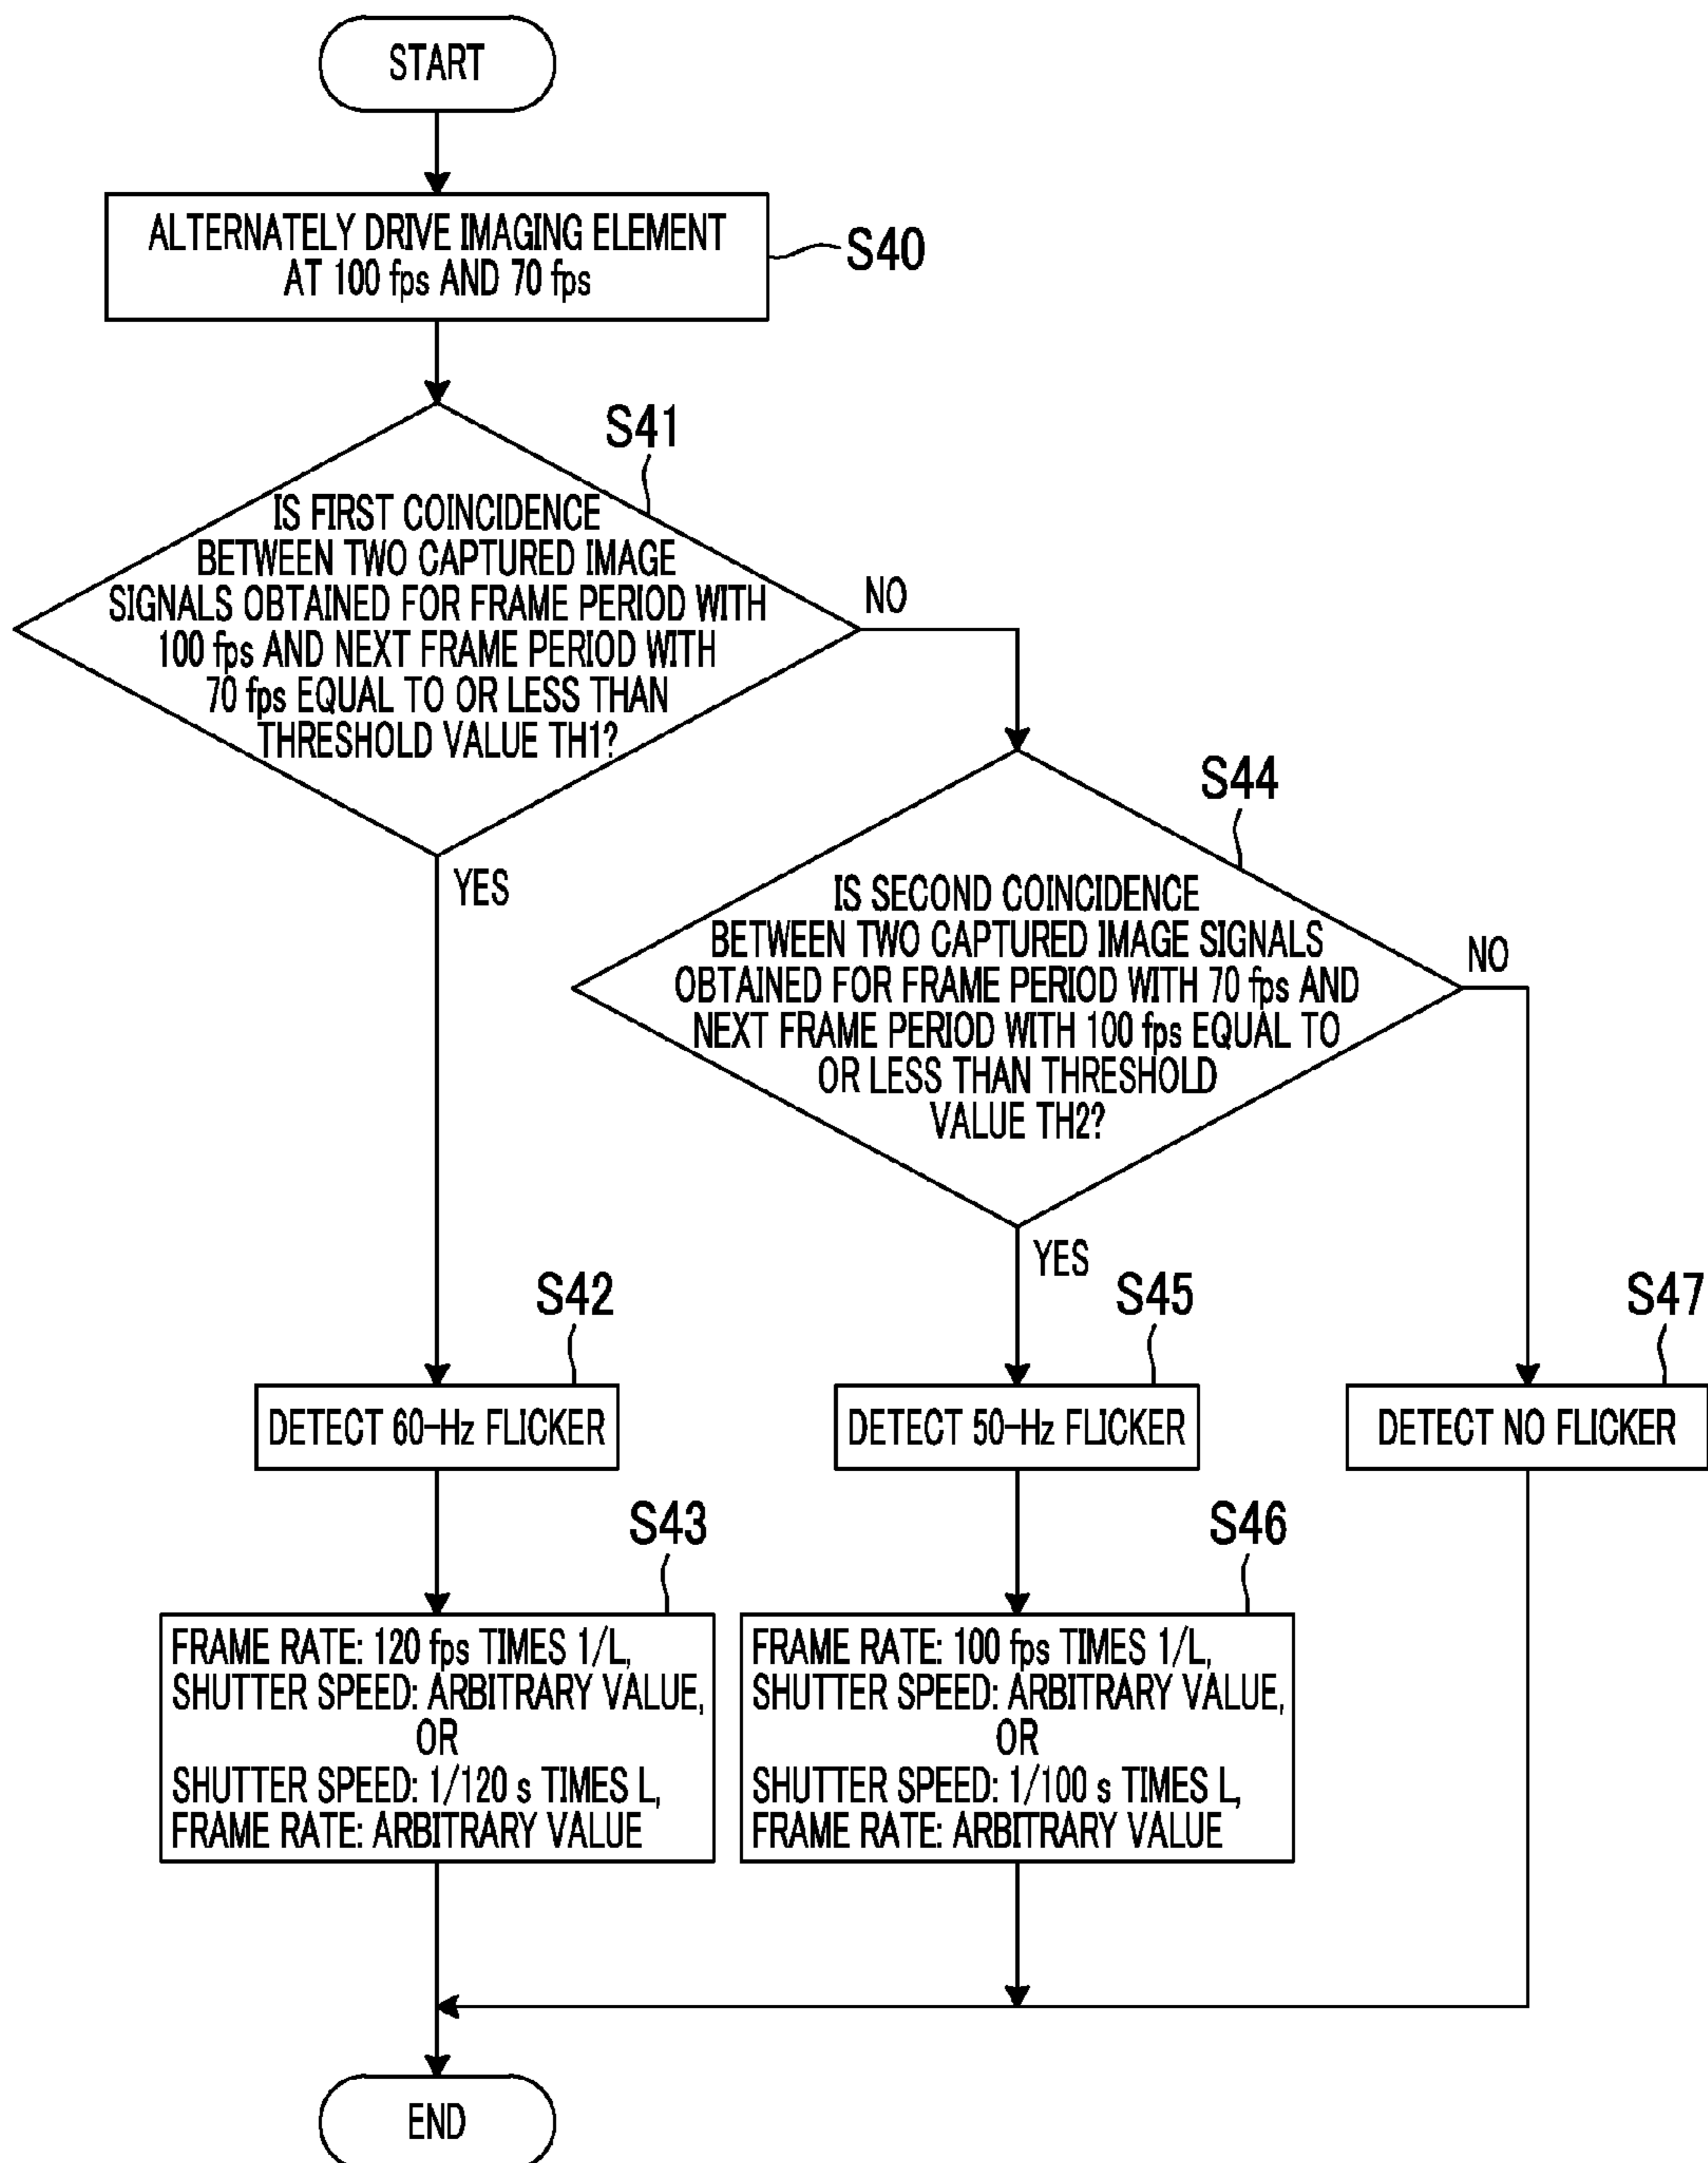 START
ALTERNATELY DRIVE IMAGING ELEMENT
AT 100 fps AND 70 fps
S40
S41
IS FIRST COINCIDENCE
BETWEEN TWO CAPTURED IMAGE
SIGNALS OBTAINED FOR FRAME PERIOD WITH
100 fps AND NEXT FRAME PERIOD WITH
70 fps EQUAL TO OR LESS THAN
THRESHOLD VALUE TH1?
NO
YES
S44
IS SECOND COINCIDENCE
BETWEEN TWO CAPTURED IMAGE SIGNALS
OBTAINED FOR FRAME PERIOD WITH 70 fps AND
NEXT FRAME PERIOD WITH 100 fps EQUAL TO
OR LESS THAN THRESHOLD
VALUE TH2?
NO
YES
S42
DETECT 60-Hz FLICKER
S45
DETECT 50-Hz FLICKER
S47
DETECT NO FLICKER
S43
FRAME RATE: 120 fps TIMES 1/L,
SHUTTER SPEED: ARBITRARY VALUE,
OR
SHUTTER SPEED: 1/120 s TIMES L,
FRAME RATE: ARBITRARY VALUE
S46
FRAME RATE: 100 fps TIMES 1/L,
SHUTTER SPEED: ARBITRARY VALUE,
OR
SHUTTER SPEED: 1/100 s TIMES L,
FRAME RATE: ARBITRARY VALUE
END